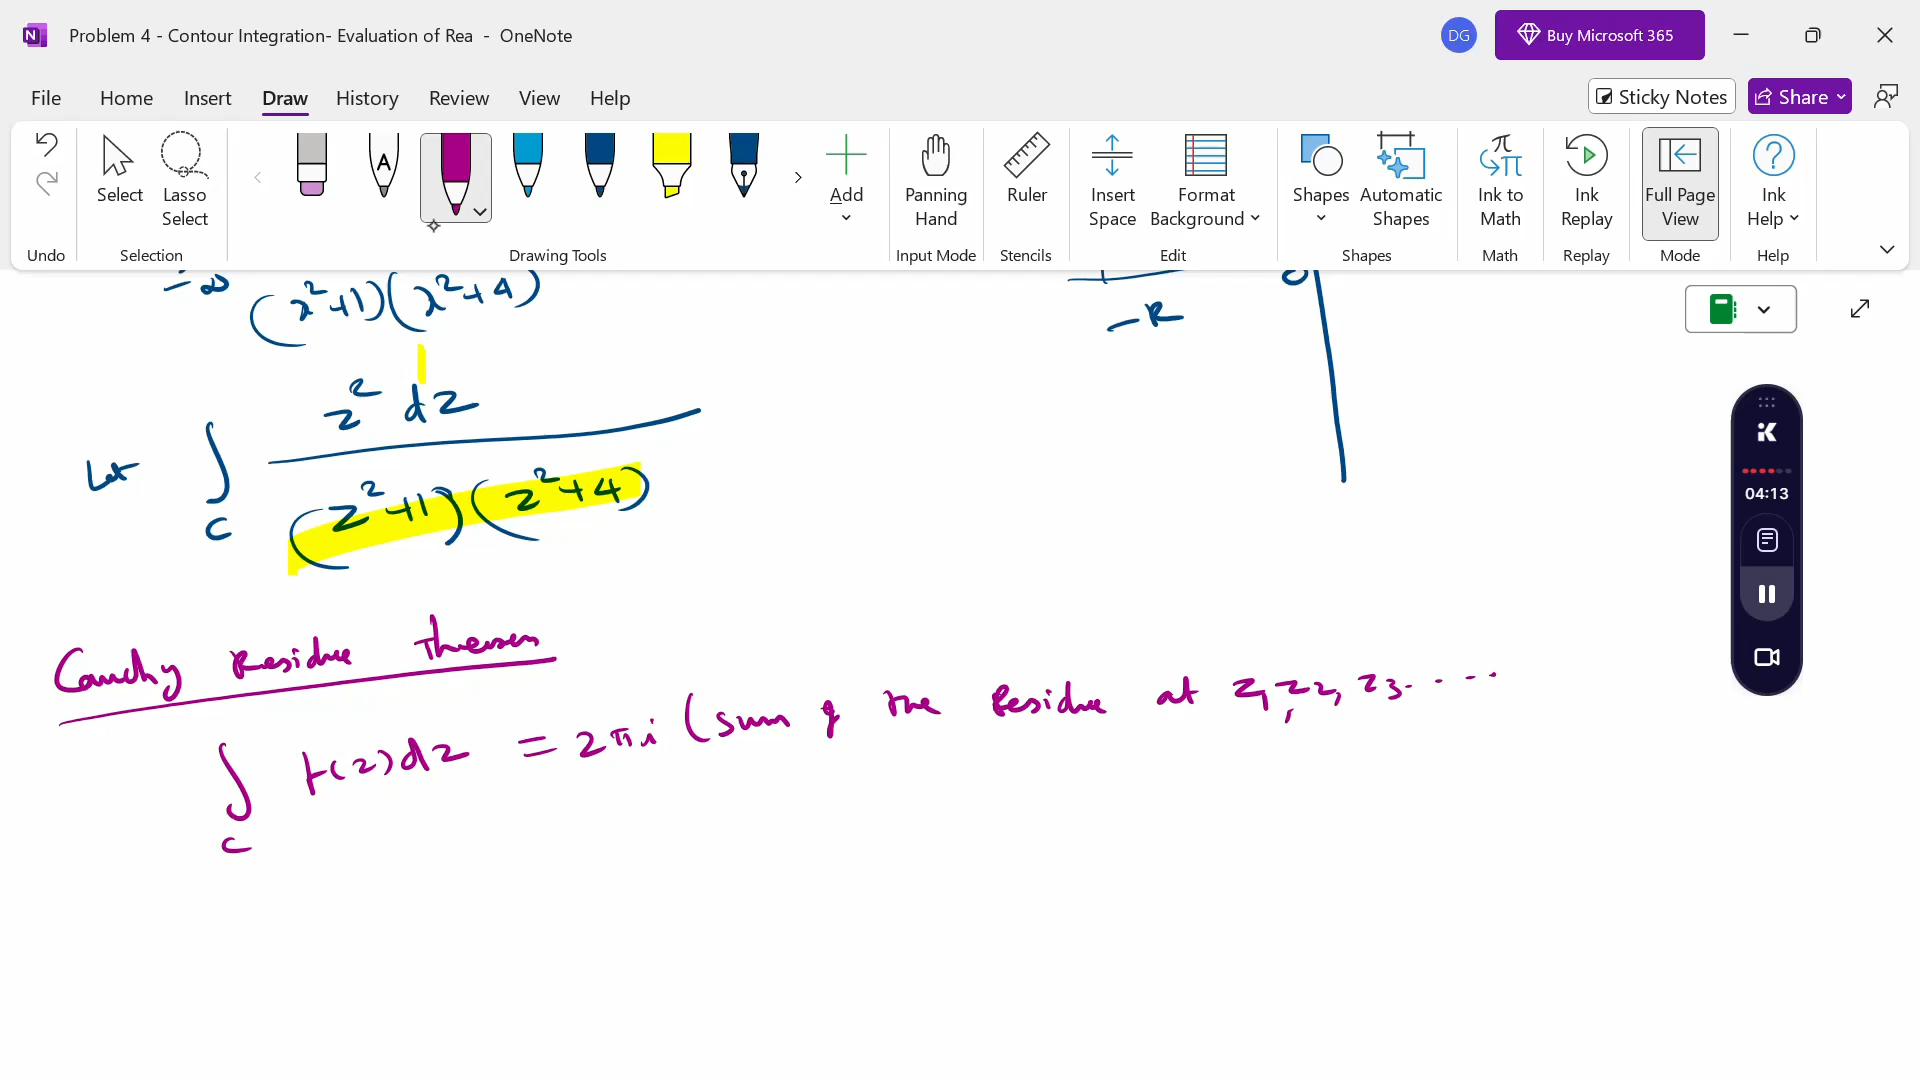 Problem 4 - Contour Integration- Evaluation of Rea - OneNote
DG
Buy Microsoft 365
File Home Insert Draw History Review View Help
Sticky Notes
Share
Select
Lasso Select
Add
Panning Hand
Ruler
Insert Space
Format Background
Shapes
Automatic Shapes
Ink to Math
Ink Replay
Full Page View
Ink Help
Undo
Selection
Drawing Tools
Input Mode
Stencils
Edit
Shapes
Math
Replay
Mode
Help
-∞ (x²+1)(x²+4)
0
-R
Let ∫ z² dz
C (z²+1)(z²+4)
04:13
Cauchy Residue Theorem
∫ f(z)dz = 2πi (sum of the Residue at z1, z2, z3.....
C